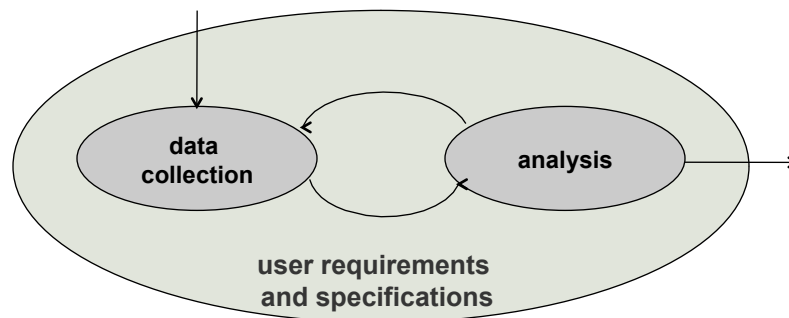 data
collection
analysis
user requirements
and specifications